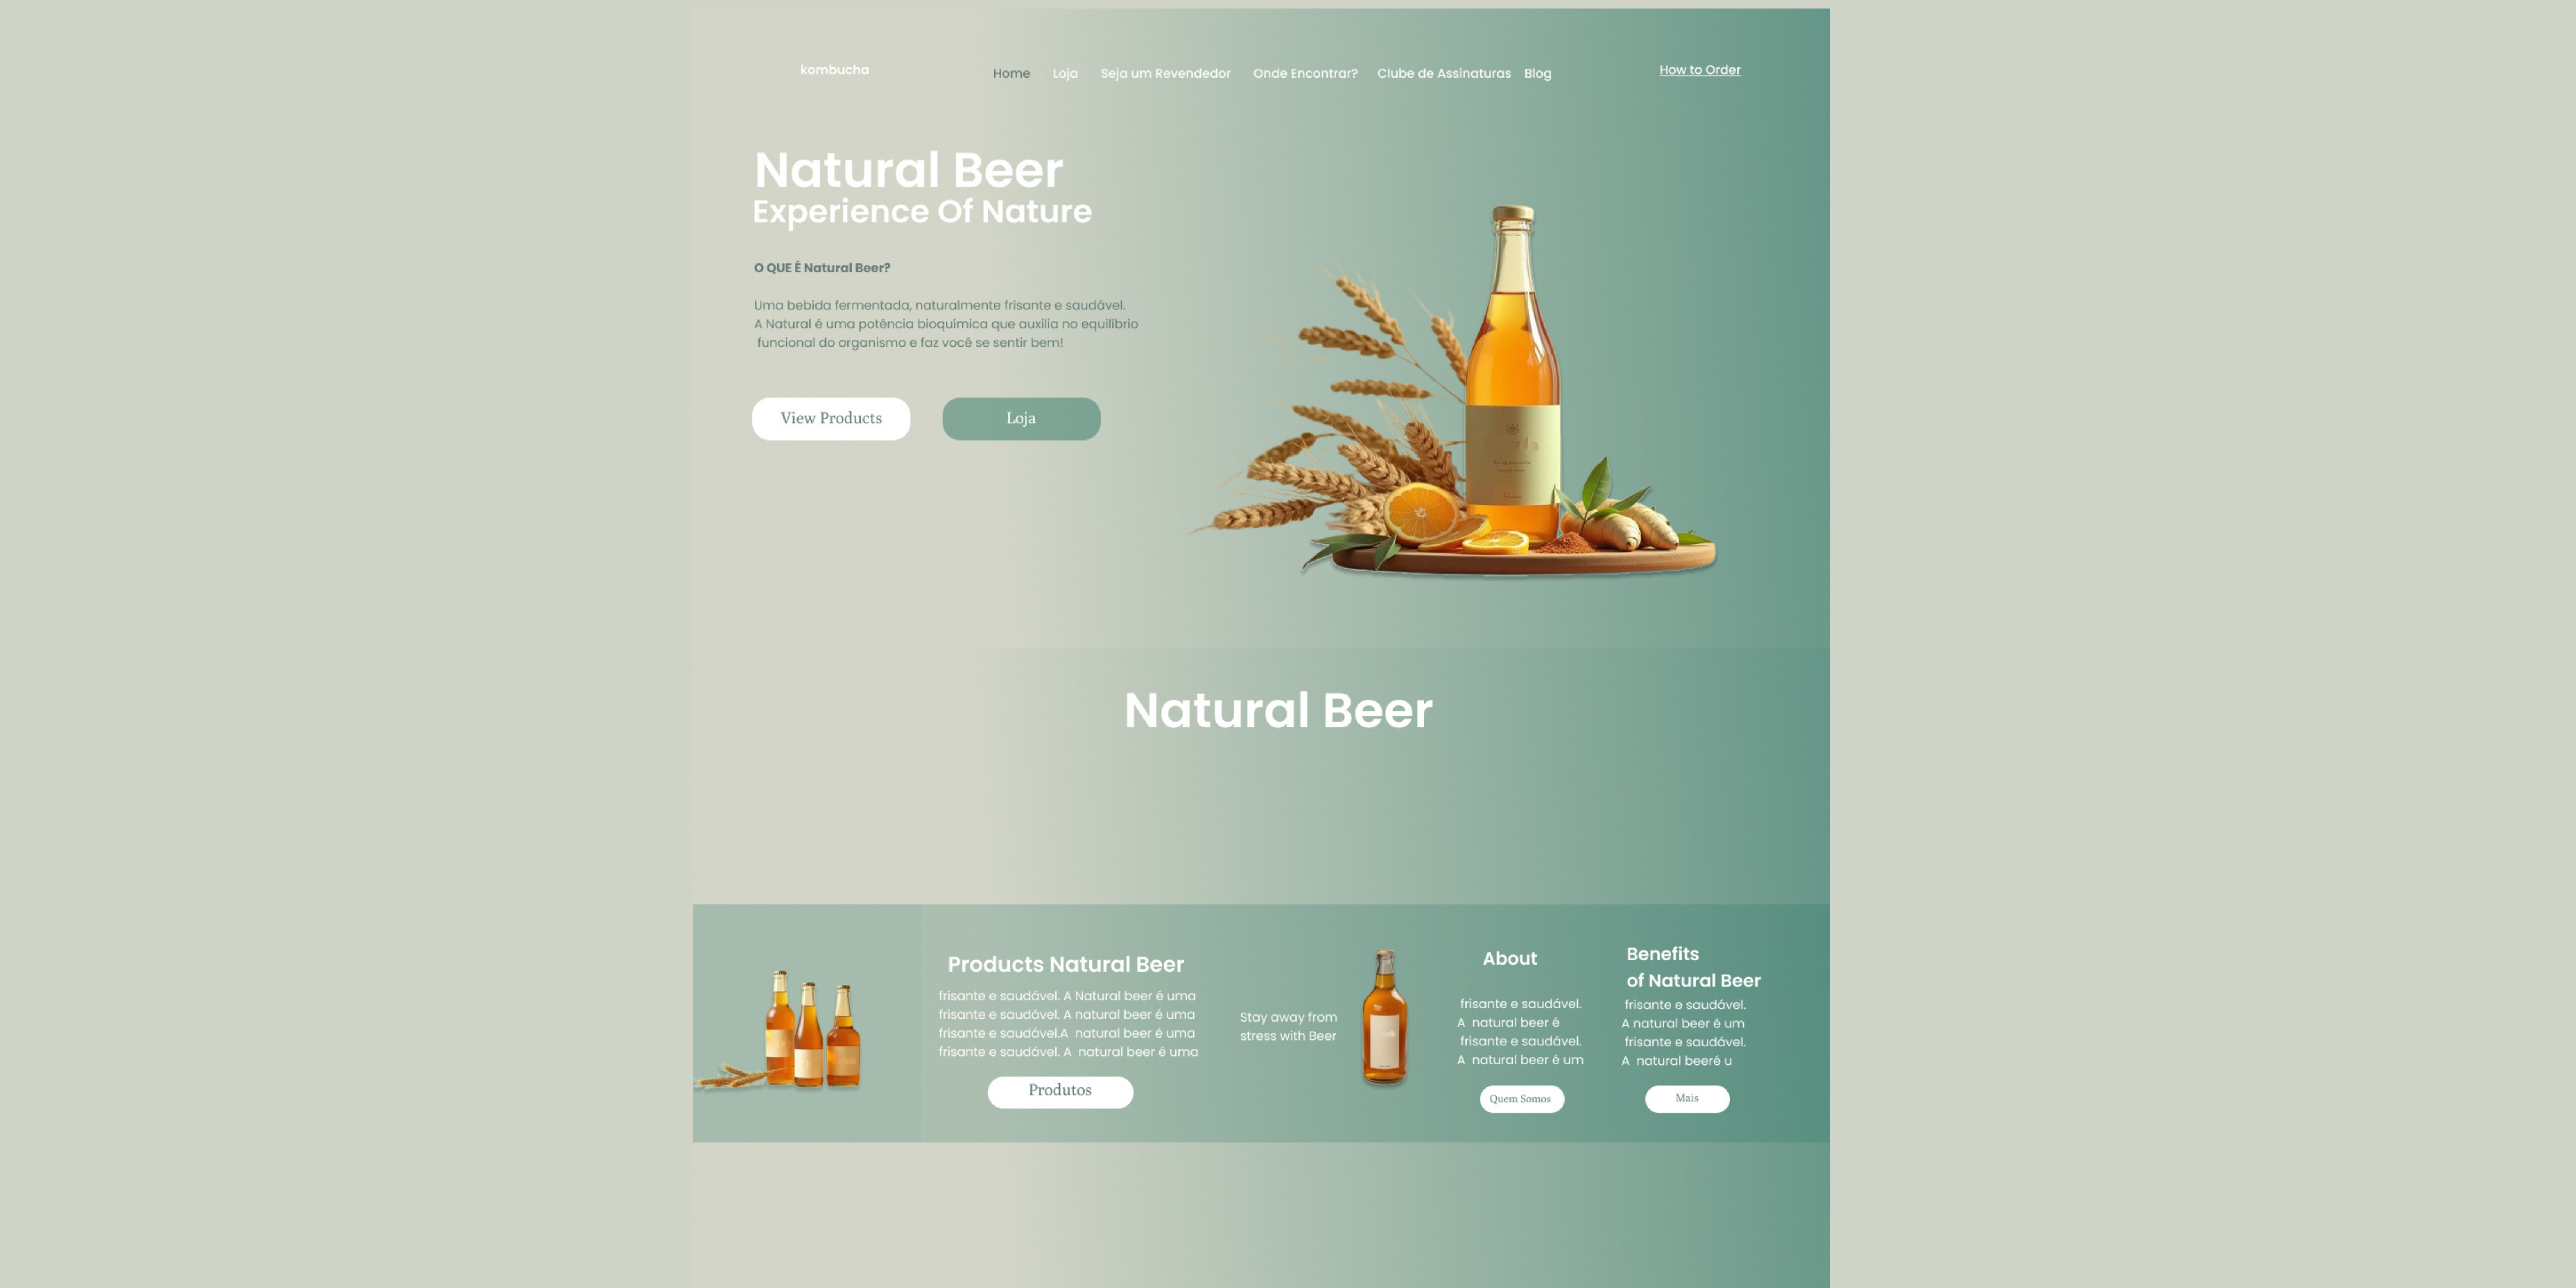 kombucha
Home Loja Seja um Revendedor Onde Encontrar? Clube de Assinaturas Blog
How to Order
Natural Beer
Experience Of Nature
O QUE É Natural Beer?
Uma bebida fermentada, naturalmente frisante e saudável.
A Natural é uma potência bioquímica que auxilia no equilíbrio
funcional do organismo e faz você se sentir bem!
View Products
Loja
Natural Beer
Products Natural Beer
frisante e saudável. A Natural beer é uma
frisante e saudável. A natural beer é uma
frisante e saudável.A natural beer é uma
frisante e saudável. A natural beer é uma
Produtos
Stay away from
stress with Beer
About
frisante e saudável.
A natural beer é
frisante e saudável.
A natural beer é um
Quem Somos
Benefits
of Natural Beer
frisante e saudável.
A natural beer é um
frisante e saudável.
A natural beeré u
Mais